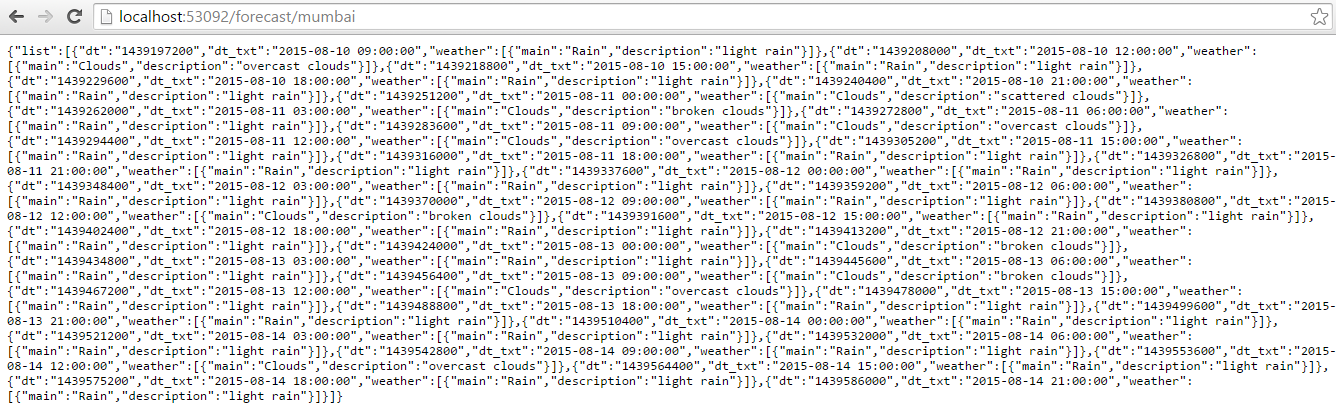 localhost:53092/forecast/mumbai
{"list":[{"dt":"1439197200","dt_txt":"2015-08-10 09:00:00","weather":[{"main":"Rain","description":"light rain"}]},{"dt":"1439208000","dt_txt":"2015-08-10 12:00:00","weather":
[{"main":"Clouds","description":"overcast clouds"}]},{"dt":"1439218800","dt_txt":"2015-08-10 15:00:00","weather":[{"main":"Rain","description":"light rain"}]},
{"dt":"1439229600","dt_txt":"2015-08-10 18:00:00","weather":[{"main":"Rain","description":"light rain"}]},{"dt":"1439240400","dt_txt":"2015-08-10 21:00:00","weather":
[{"main":"Rain","description":"light rain"}]},{"dt":"1439251200","dt_txt":"2015-08-11 00:00:00","weather":[{"main":"Clouds","description":"scattered clouds"}]},
{"dt":"1439262000","dt_txt":"2015-08-11 03:00:00","weather":[{"main":"Clouds","description":"broken clouds"}]},{"dt":"1439272800","dt_txt":"2015-08-11 06:00:00","weather":
[{"main":"Rain","description":"light rain"}]},{"dt":"1439283600","dt_txt":"2015-08-11 09:00:00","weather":[{"main":"Clouds","description":"overcast clouds"}]},
{"dt":"1439294400","dt_txt":"2015-08-11 12:00:00","weather":[{"main":"Clouds","description":"overcast clouds"}]},{"dt":"1439305200","dt_txt":"2015-08-11 15:00:00","weather":
[{"main":"Rain","description":"light rain"}]},{"dt":"1439316000","dt_txt":"2015-08-11 18:00:00","weather":[{"main":"Rain","description":"light rain"}]},{"dt":"1439326800","dt_txt":"2015-
08-11 21:00:00","weather":[{"main":"Rain","description":"light rain"}]},{"dt":"1439337600","dt_txt":"2015-08-12 00:00:00","weather":[{"main":"Rain","description":"light rain"}]},
{"dt":"1439348400","dt_txt":"2015-08-12 03:00:00","weather":[{"main":"Rain","description":"light rain"}]},{"dt":"1439359200","dt_txt":"2015-08-12 06:00:00","weather":
[{"main":"Rain","description":"light rain"}]},{"dt":"1439370000","dt_txt":"2015-08-12 09:00:00","weather":[{"main":"Rain","description":"light rain"}]},{"dt":"1439380800","dt_txt":"2015-
08-12 12:00:00","weather":[{"main":"Clouds","description":"broken clouds"}]},{"dt":"1439391600","dt_txt":"2015-08-12 15:00:00","weather":[{"main":"Rain","description":"light rain"}]},
{"dt":"1439402400","dt_txt":"2015-08-12 18:00:00","weather":[{"main":"Rain","description":"light rain"}]},{"dt":"1439413200","dt_txt":"2015-08-12 21:00:00","weather":
[{"main":"Rain","description":"light rain"}]},{"dt":"1439424000","dt_txt":"2015-08-13 00:00:00","weather":[{"main":"Clouds","description":"broken clouds"}]},
{"dt":"1439434800","dt_txt":"2015-08-13 03:00:00","weather":[{"main":"Rain","description":"light rain"}]},{"dt":"1439445600","dt_txt":"2015-08-13 06:00:00","weather":
[{"main":"Rain","description":"light rain"}]},{"dt":"1439456400","dt_txt":"2015-08-13 09:00:00","weather":[{"main":"Clouds","description":"broken clouds"}]},
{"dt":"1439467200","dt_txt":"2015-08-13 12:00:00","weather":[{"main":"Clouds","description":"overcast clouds"}]},{"dt":"1439478000","dt_txt":"2015-08-13 15:00:00","weather":
[{"main":"Rain","description":"light rain"}]},{"dt":"1439488800","dt_txt":"2015-08-13 18:00:00","weather":[{"main":"Rain","description":"light rain"}]},{"dt":"1439499600","dt_txt":"2015-
08-13 21:00:00","weather":[{"main":"Rain","description":"light rain"}]},{"dt":"1439510400","dt_txt":"2015-08-14 00:00:00","weather":[{"main":"Rain","description":"light rain"}]},
{"dt":"1439521200","dt_txt":"2015-08-14 03:00:00","weather":[{"main":"Rain","description":"light rain"}]},{"dt":"1439532000","dt_txt":"2015-08-14 06:00:00","weather":
[{"main":"Rain","description":"light rain"}]},{"dt":"1439542800","dt_txt":"2015-08-14 09:00:00","weather":[{"main":"Rain","description":"light rain"}]},{"dt":"1439553600","dt_txt":"2015-
08-14 12:00:00","weather":[{"main":"Clouds","description":"overcast clouds"}]},{"dt":"1439564400","dt_txt":"2015-08-14 15:00:00","weather":[{"main":"Rain","description":"light rain"}]},
{"dt":"1439575200","dt_txt":"2015-08-14 18:00:00","weather":[{"main":"Rain","description":"light rain"}]},{"dt":"1439586000","dt_txt":"2015-08-14 21:00:00","weather":
[{"main":"Rain","description":"light rain"}]}]}